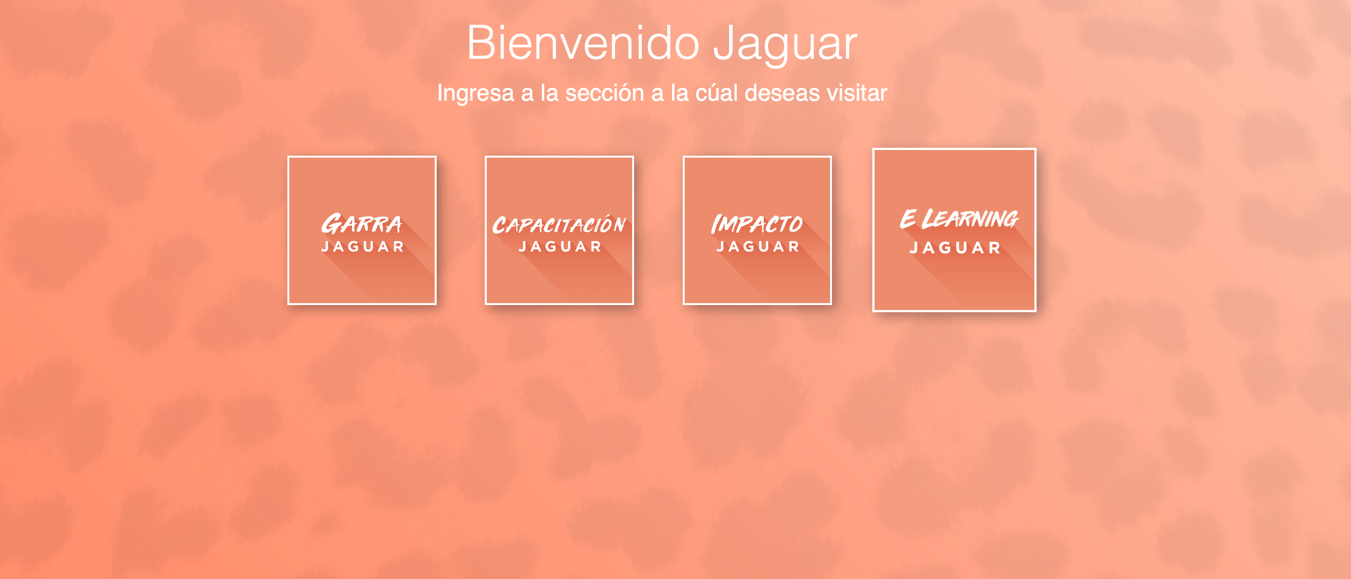 Bienvenido Jaguar
Ingresa a la sección a la cúal deseas visitar
GARRA
JAGUAR
CAPACITACIÓN
JAGUAR
IMPACTO
JAGUAR
E LEARNING
JAGUAR